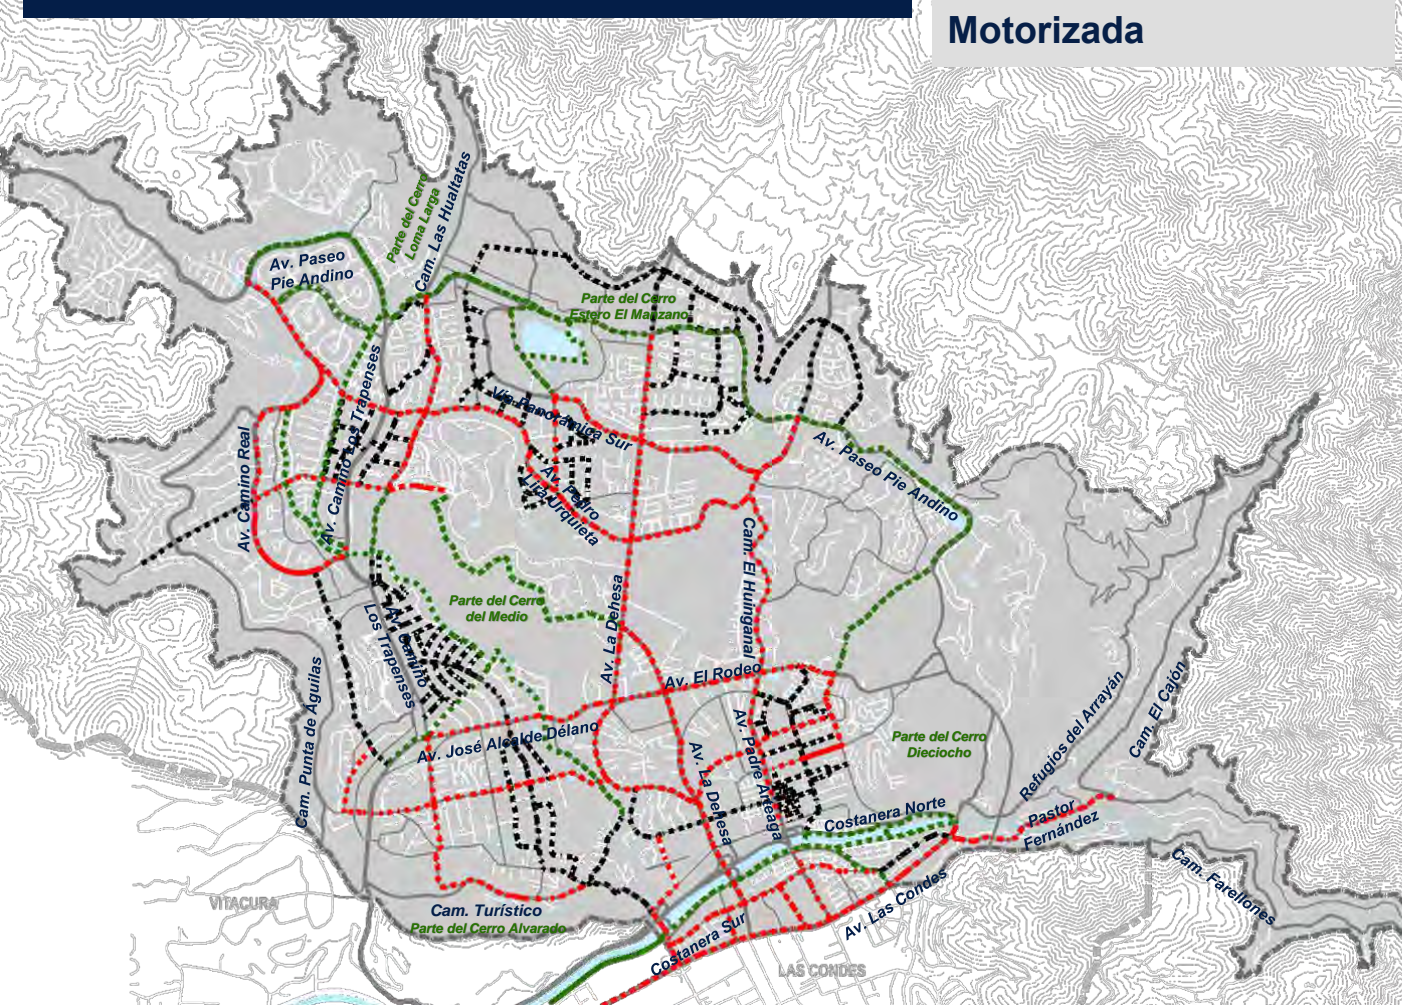 Motorizada
Parte del Cerro
Loma Larga
Cam. Las Hualtatas
Av. Paseo
Pie Andino
Parte del Cerro
Estero El Manzano
Av. Camino Los Trapenses
Vía Panorámica Sur
Av. Camino Real
Av. Pedro
Lira Urquieta
Av. Paseo Pie Andino
Cam. El Huinganal
Parte del Cerro
del Medio
Av. La Dehesa
Av. Camino
Los Trapenses
Av. El Rodeo
Cam. Punta de Águilas
Av. José Alcalde Délano
Av. La Dehesa
Av. Padre Arteaga
Parte del Cerro
Dieciocho
Refugios del Arrayán
Cam. El Cajón
Costanera Norte
Pastor
Fernández
Cam. Farellones
Av. Las Condes
VITACURA
Cam. Turístico
Parte del Cerro Alvarado
Costanera Sur
LAS CONDES